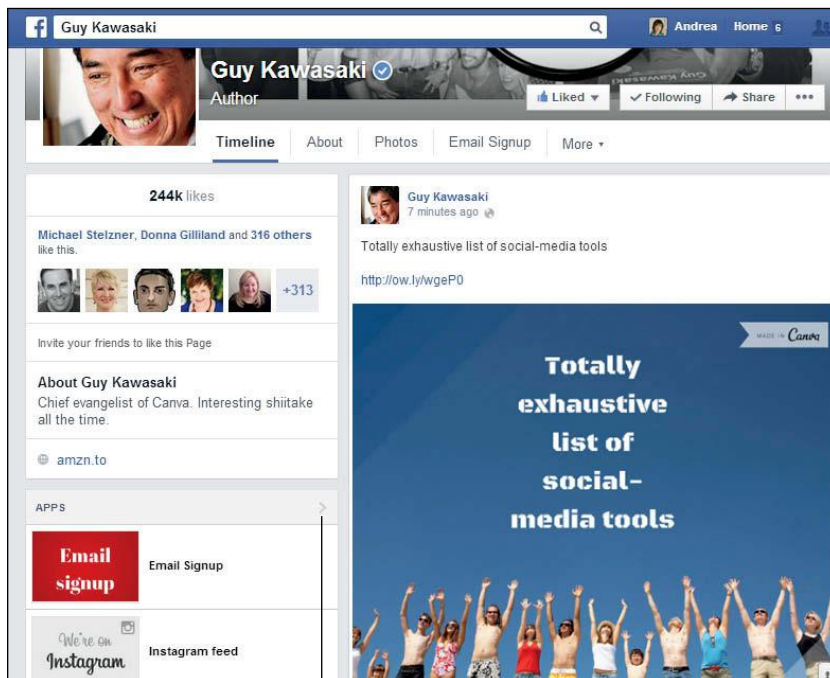 f
Guy Kawasaki
Andrea
Home 6
Guy Kawasaki
Author
Liked
Following
Share
Timeline
About
Photos
Email Signup
More
244k likes
Michael Stelzner, Donna Gilliland and 316 others
like this.
+313
Invite your friends to like this Page
About Guy Kawasaki
Chief evangelist of Canva. Interesting shiitake
all the time.
amzn.to
APPS
Email
signup
Email Signup
We're on
Instagram
Instagram feed
Guy Kawasaki
7 minutes ago
Totally exhaustive list of social-media tools
http://ow.ly/wgeP0
MADE IN Canva
Totally
exhaustive
list of
social-
media tools